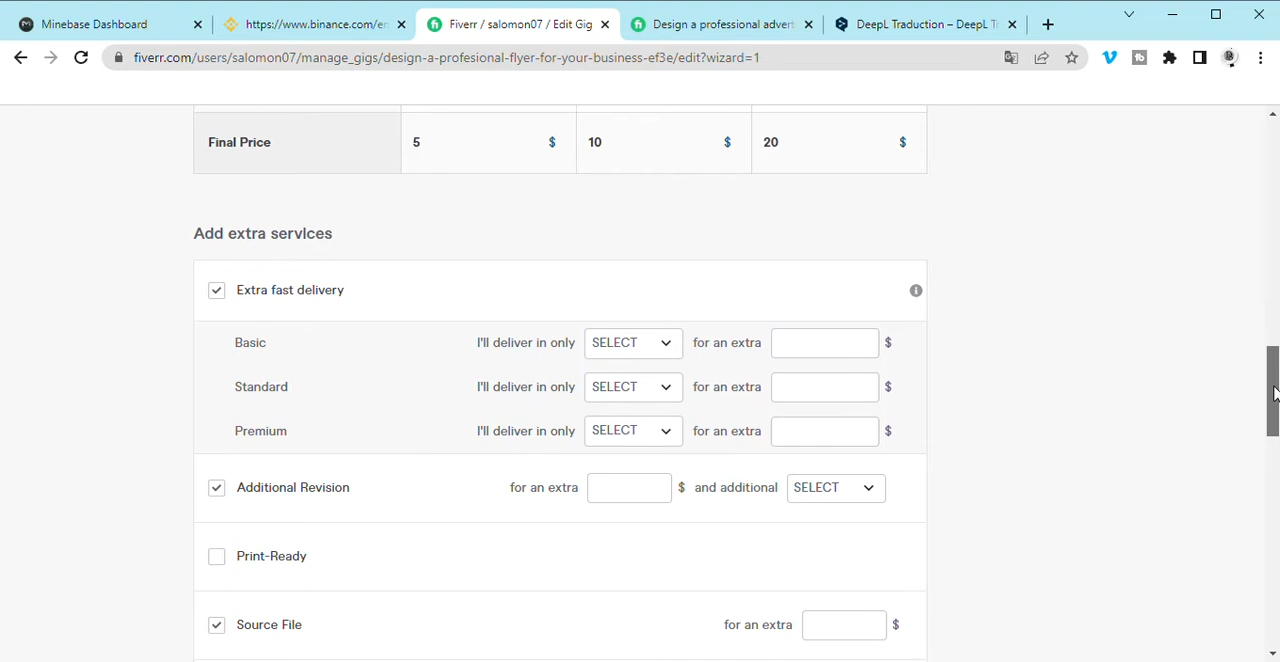 Minebase Dashboard
https://www.binance.com/en
Fiverr / salomon07 / Edit Gig
Design a professional advert
DeepL Traduction – DeepL Tr
fiverr.com/users/salomon07/manage_gigs/design-a-profesional-flyer-for-your-business-ef3e/edit?wizard=1
Final Price 5 $ 10 $ 20 $
Add extra services
Extra fast delivery
Basic I'll deliver in only SELECT for an extra $
Standard I'll deliver in only SELECT for an extra $
Premium I'll deliver in only SELECT for an extra $
Additional Revision for an extra $ and additional SELECT
Print-Ready
Source File for an extra $